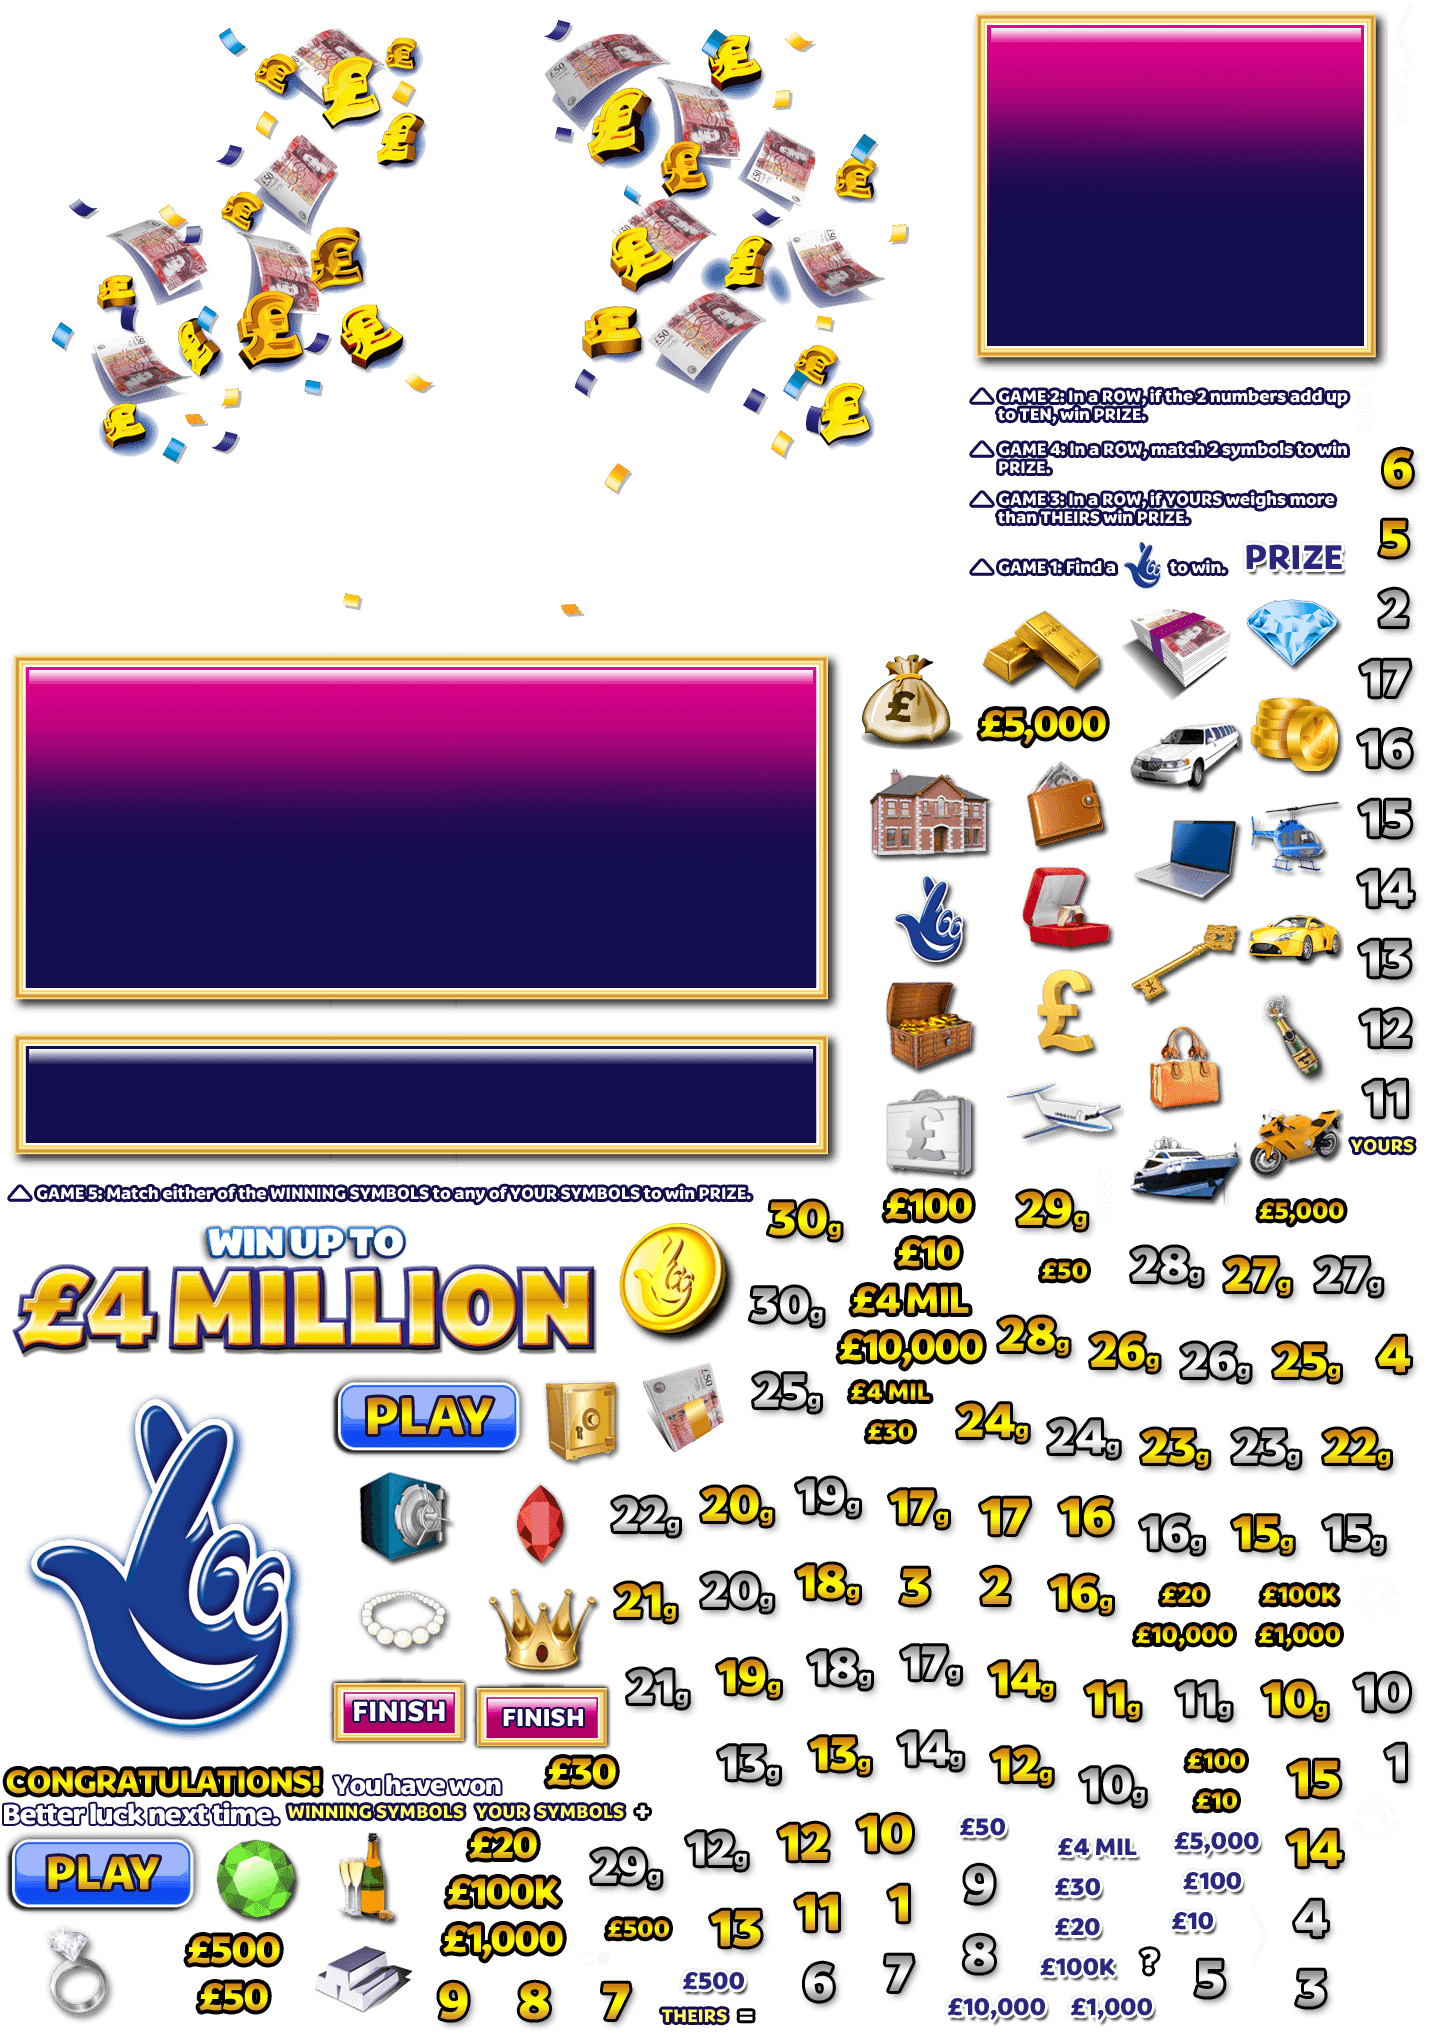 GAME 2: In a ROW, if the 2 numbers add up
to TEN, win PRIZE.
GAME 4: In a ROW, match 2 symbols to win
PRIZE.
GAME 3: In a ROW, if YOURS weighs more
than THEIRS win PRIZE.
GAME 1: Find a to win. PRIZE
6
5
2
17
£5,000
16
15
14
13
12
11
YOURS
GAME 5: Match either of the WINNING SYMBOLS to any of YOUR SYMBOLS to win PRIZE.
30g £100 29g £5,000
WIN UP TO
£10 £50 28g 27g 27g
£4 MILLION
30g £4 MIL
£10,000 28g 26g 26g 25g 4
25g £4 MIL
PLAY
£30 24g 24g 23g 23g 22g
22g 20g 19g 17g 17 16 16g 15g 15g
21g 20g 18g 3 2 16g £20 £100K
£10,000 £1,000
21g 19g 18g 17g 14g 11g 11g 10g 10
FINISH FINISH
13g 13g 14g 12g 10g £100 15 1
CONGRATULATIONS! You have won £30
£10
Better luck next time. WINNING SYMBOLS YOUR SYMBOLS +
PLAY
£20 29g 12g 12 10 £50 £4 MIL £5,000 14
£100K 9 £30 £100
£1,000 £500 13 11 1 £20 £10 4
£500
£50
8 £100K ?
9 8 7 £500 6 7 5 3
THEIRS = £10,000 £1,000